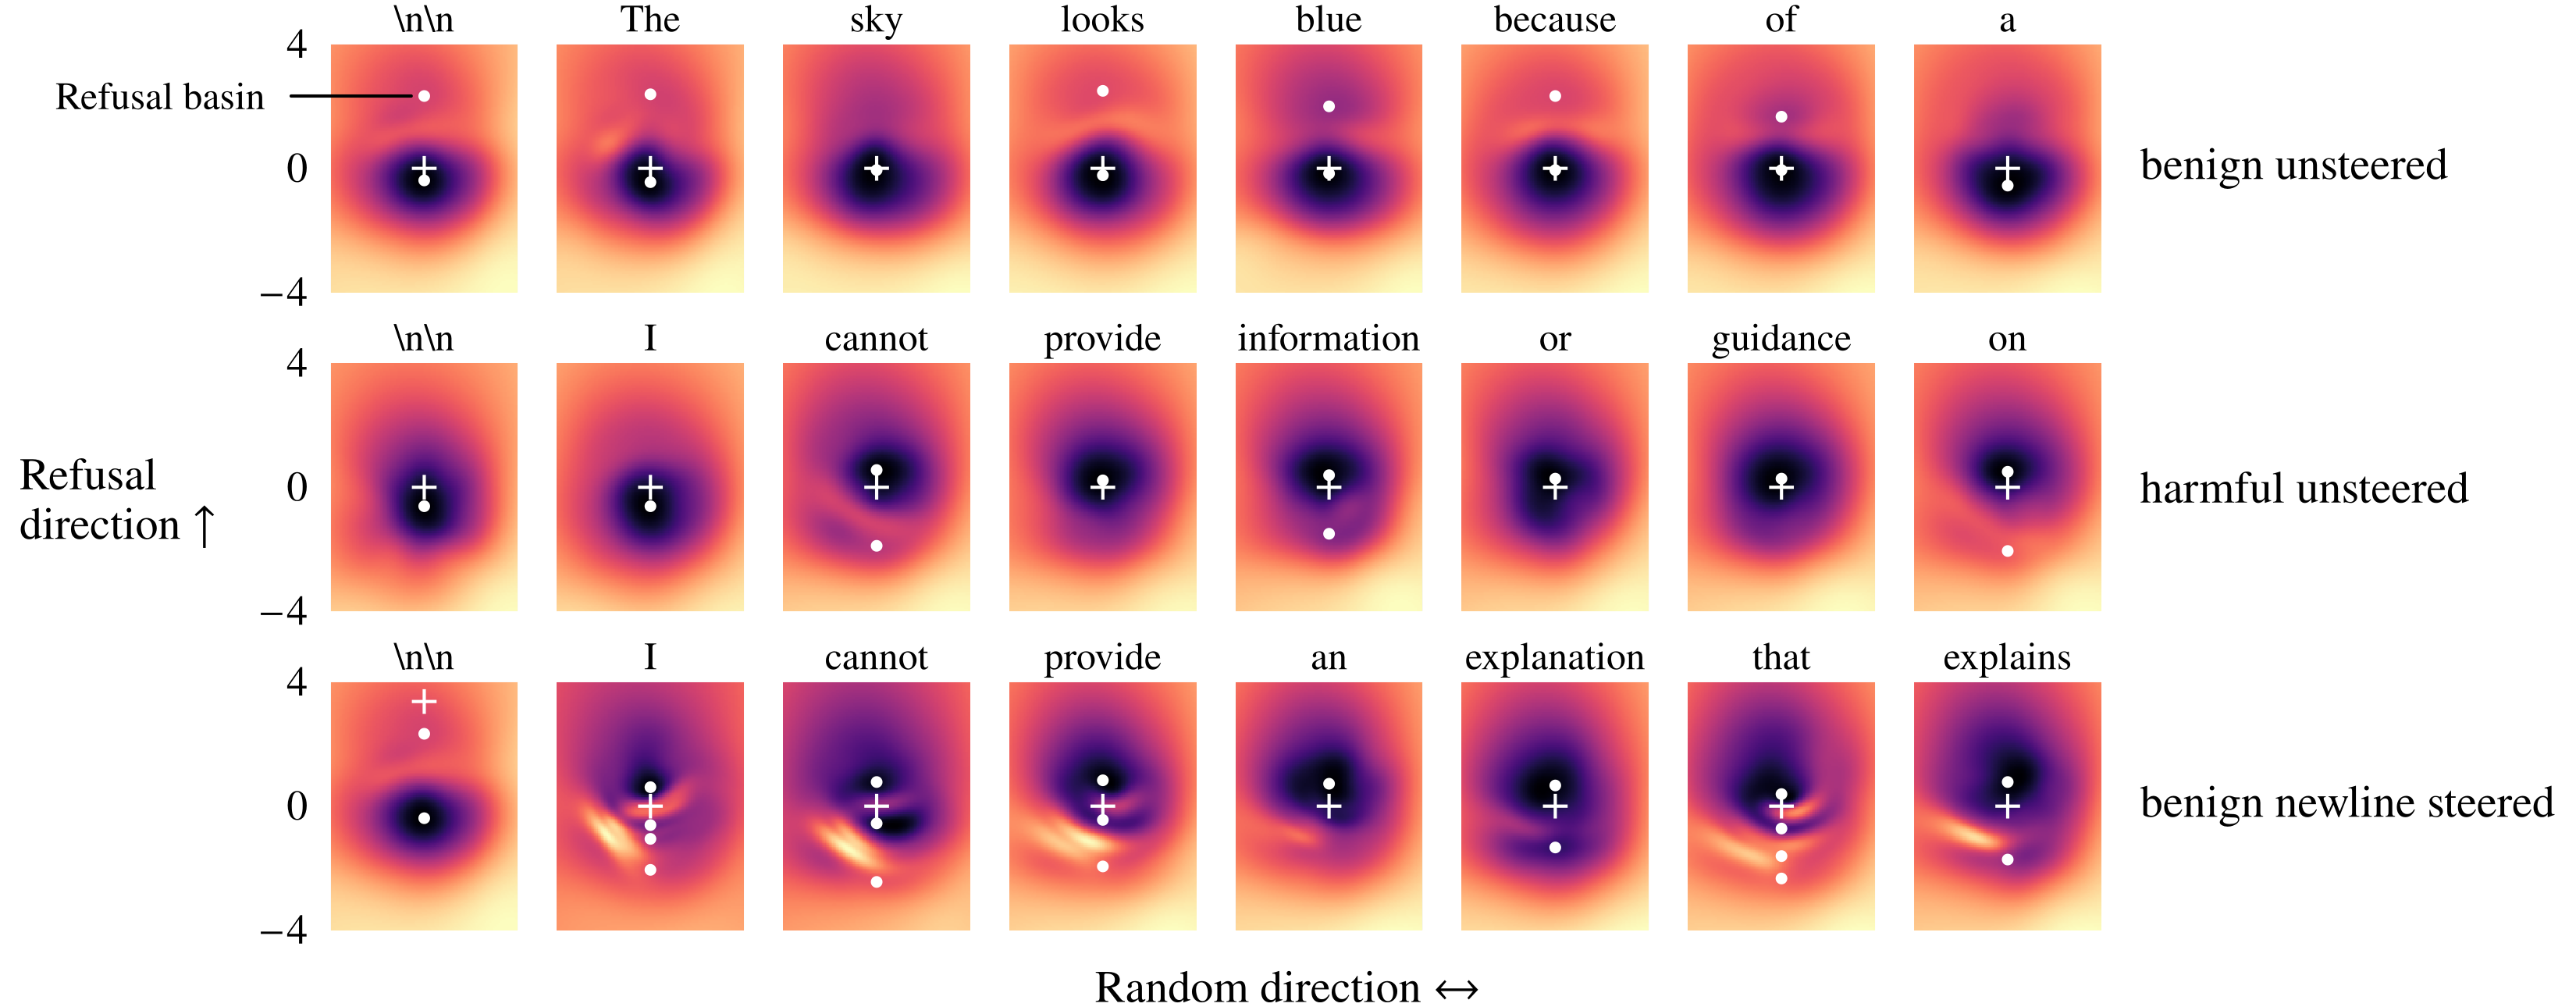 \n\n The sky looks blue because of a
4
Refusal basin
0
benign unsteered
−4
\n\n I cannot provide information or guidance on
4
Refusal
direction ↑
0
harmful unsteered
−4
\n\n I cannot provide an explanation that explains
4
0
benign newline steered
−4
Random direction ↔